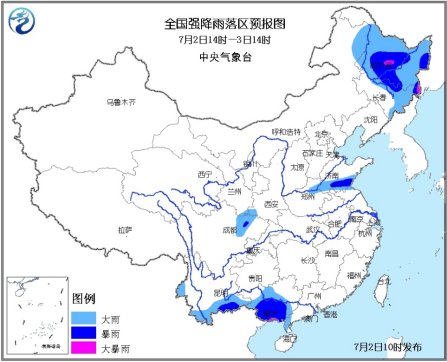 全国强降雨落区预报图
7月2日14时—3日14时
中央气象台
乌鲁木齐
长春
沈阳
呼和浩特
北京
天津
石家庄
银川
太原
济南
西宁
兰州
郑州
西安
拉萨
成都
重庆
武汉
合肥
南京
上海
杭州
长沙
南昌
贵阳
福州
昆明
台北
广州
香港
澳门
海口
图例
大雨
暴雨
大暴雨
南海诸岛
7月2日10时发布